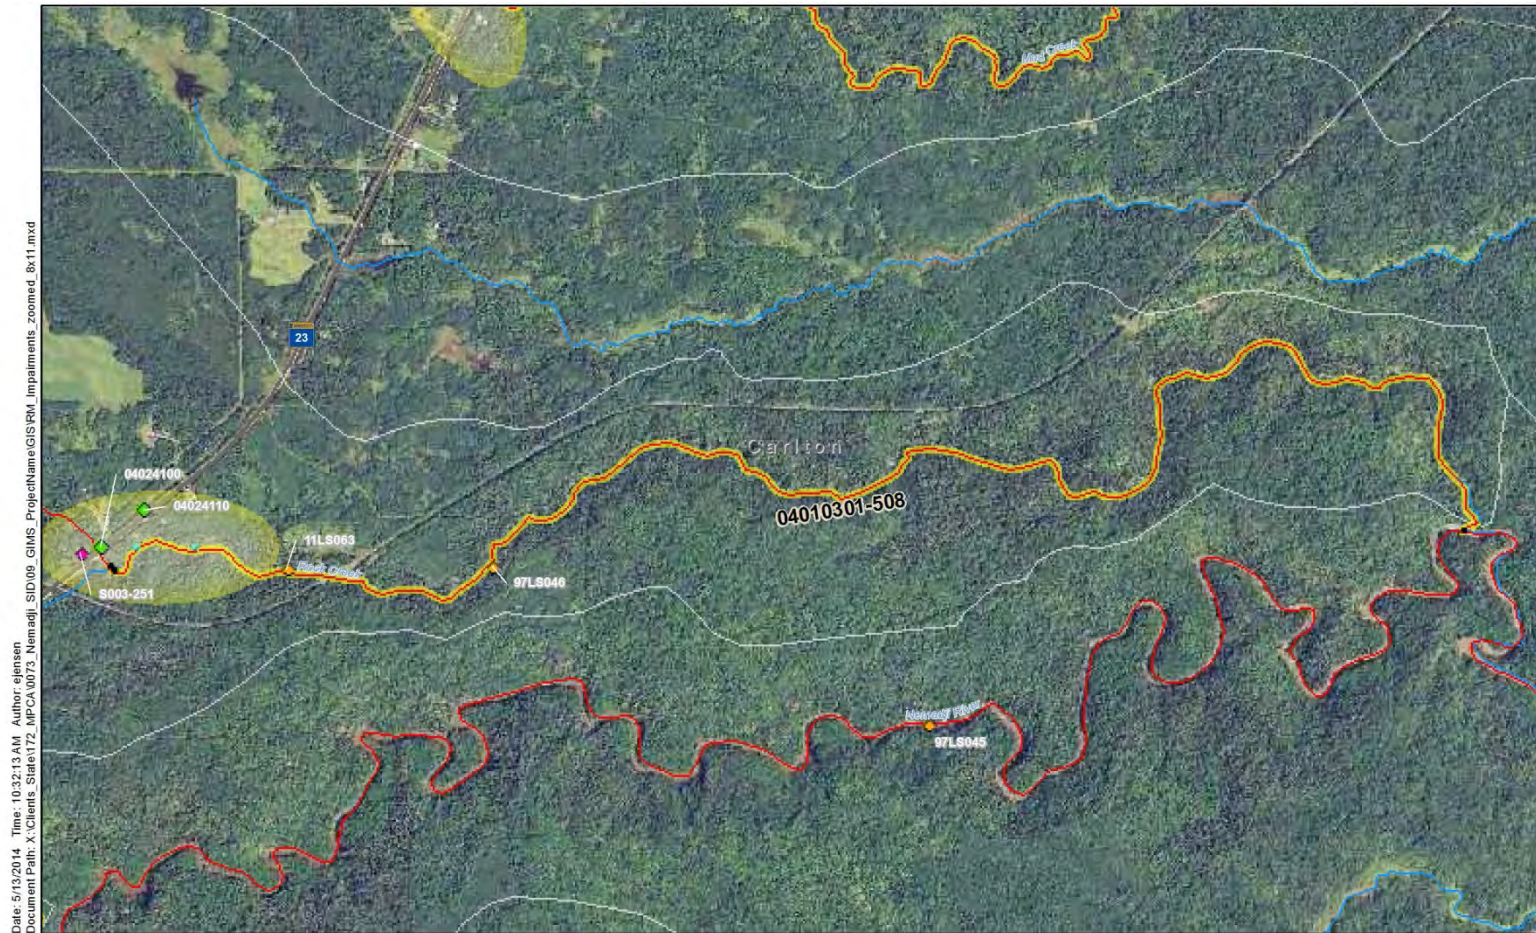 Mud Creek
23
Carlton
04024100
04024110
04010301-508
11LS063
Rock Creek
97LS046
S003-251
Nemadji River
97LS045
Date: 5/13/2014 Time: 10:32:13 AM Author: ejensen
Document Path: X:\Clients_State\172_MPCA\0073_Nemadji_SID\09_GIMS_ProjectName\GIS\RM_Impairments_zoomed_8x11.mxd